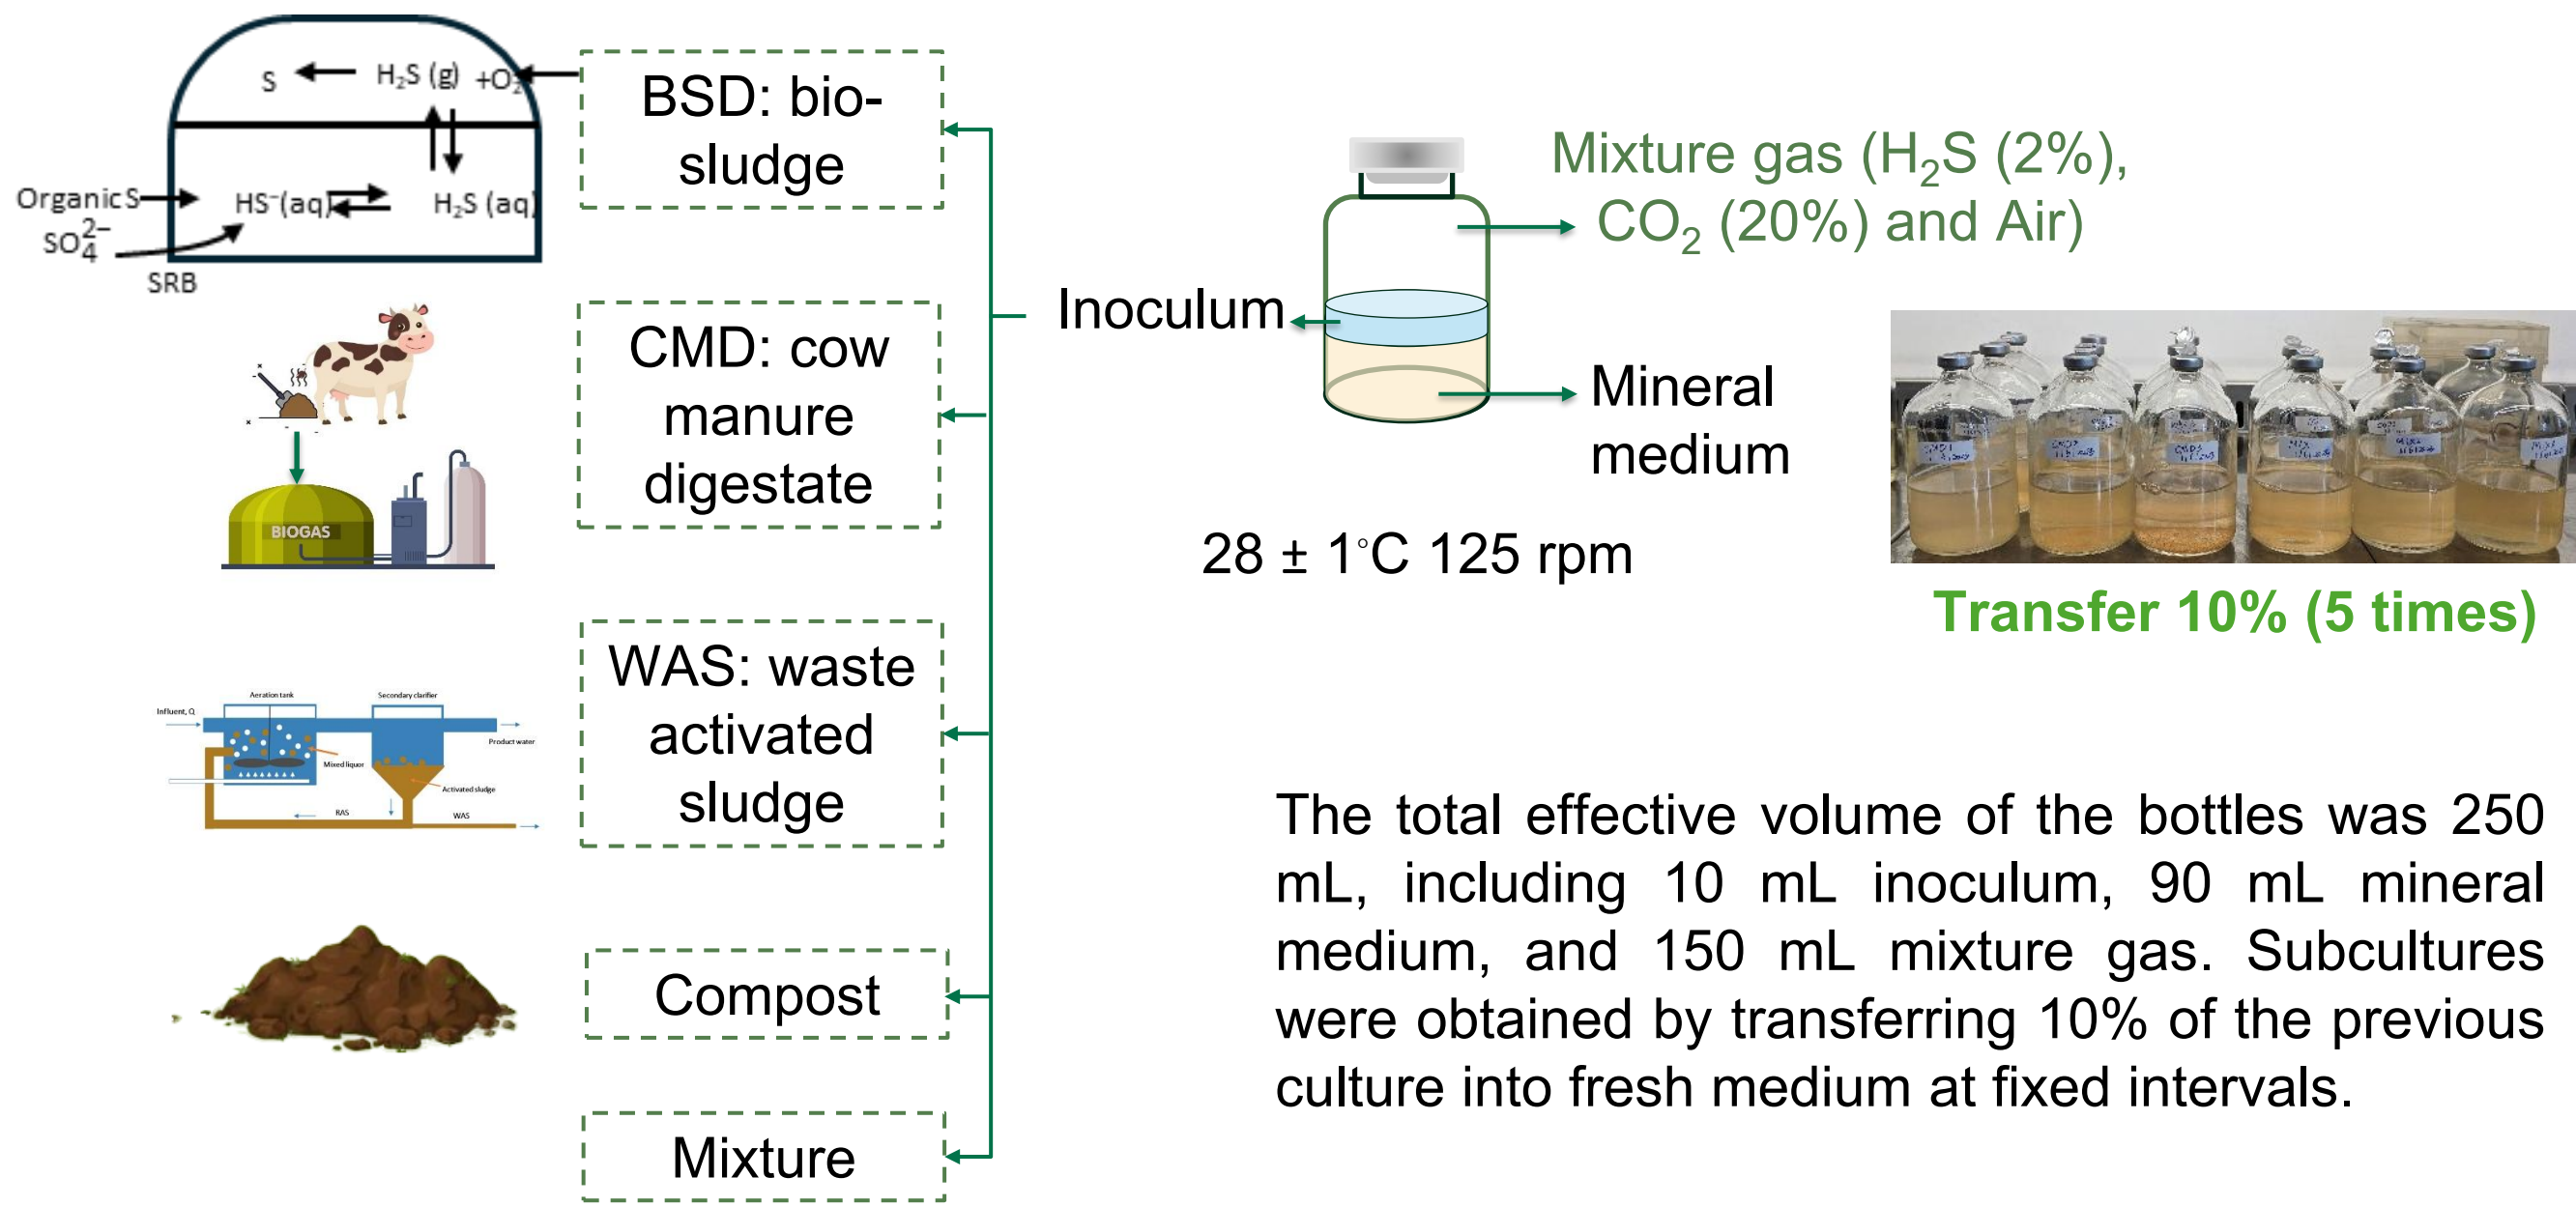 S
H₂S (g)
+O₂
Organic S
HS⁻(aq)
H₂S (aq)
SO₄²⁻
SRB
BSD: bio-
sludge
CMD: cow
manure
digestate
BIOGAS
WAS: waste
activated
sludge
Aeration tank
Secondary clarifier
Influent, Q
Product water
Mixed liquor
Activated sludge
RAS
WAS
Compost
Mixture
Inoculum
Mixture gas (H₂S (2%),
CO₂ (20%) and Air)
Mineral
medium
28 ± 1°C 125 rpm
Transfer 10% (5 times)
The total effective volume of the bottles was 250
mL, including 10 mL inoculum, 90 mL mineral
medium, and 150 mL mixture gas. Subcultures
were obtained by transferring 10% of the previous
culture into fresh medium at fixed intervals.